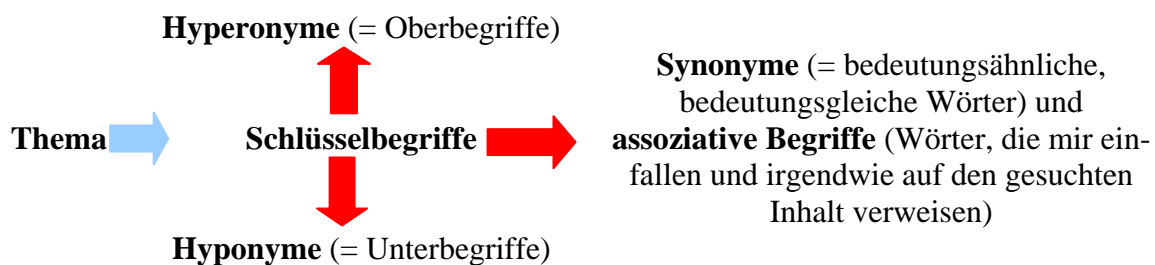 Hyperonyme (= Oberbegriffe)
Thema
Schlüsselbegriffe
Synonyme (= bedeutungsähnliche,
bedeutungsgleiche Wörter) und
assoziative Begriffe (Wörter, die mir ein-
fallen und irgendwie auf den gesuchten
Inhalt verweisen)
Hyponyme (= Unterbegriffe)